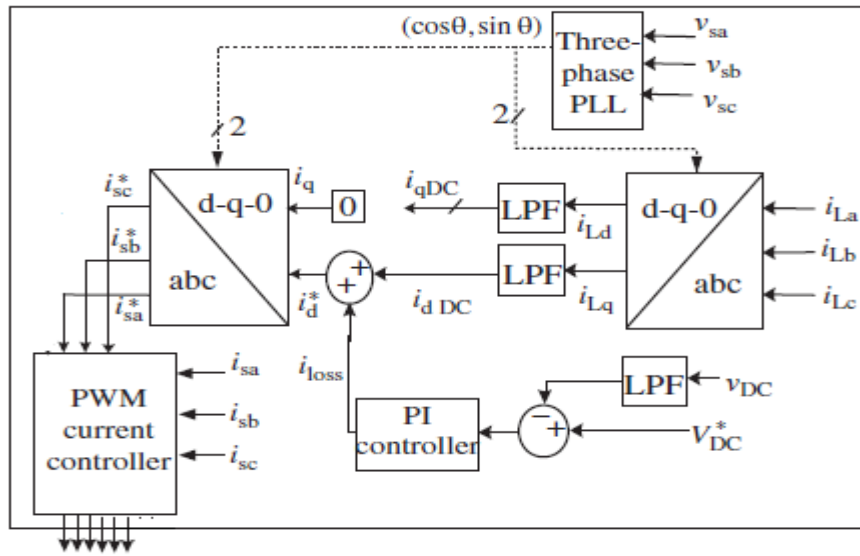 (cosθ, sin θ)
Three-
phase
PLL
v_sa
v_sb
v_sc
2
2
i*_sc
i*_sb
i*_sa
d-q-0
abc
i_q
0
i_qDC
LPF
i_Ld
d-q-0
abc
i_La
i_Lb
i_Lc
+
+
i*_d
i_d DC
LPF
i_Lq
i_loss
PWM
current
controller
i_sa
i_sb
i_sc
PI
controller
−
+
LPF
v_DC
V*_DC